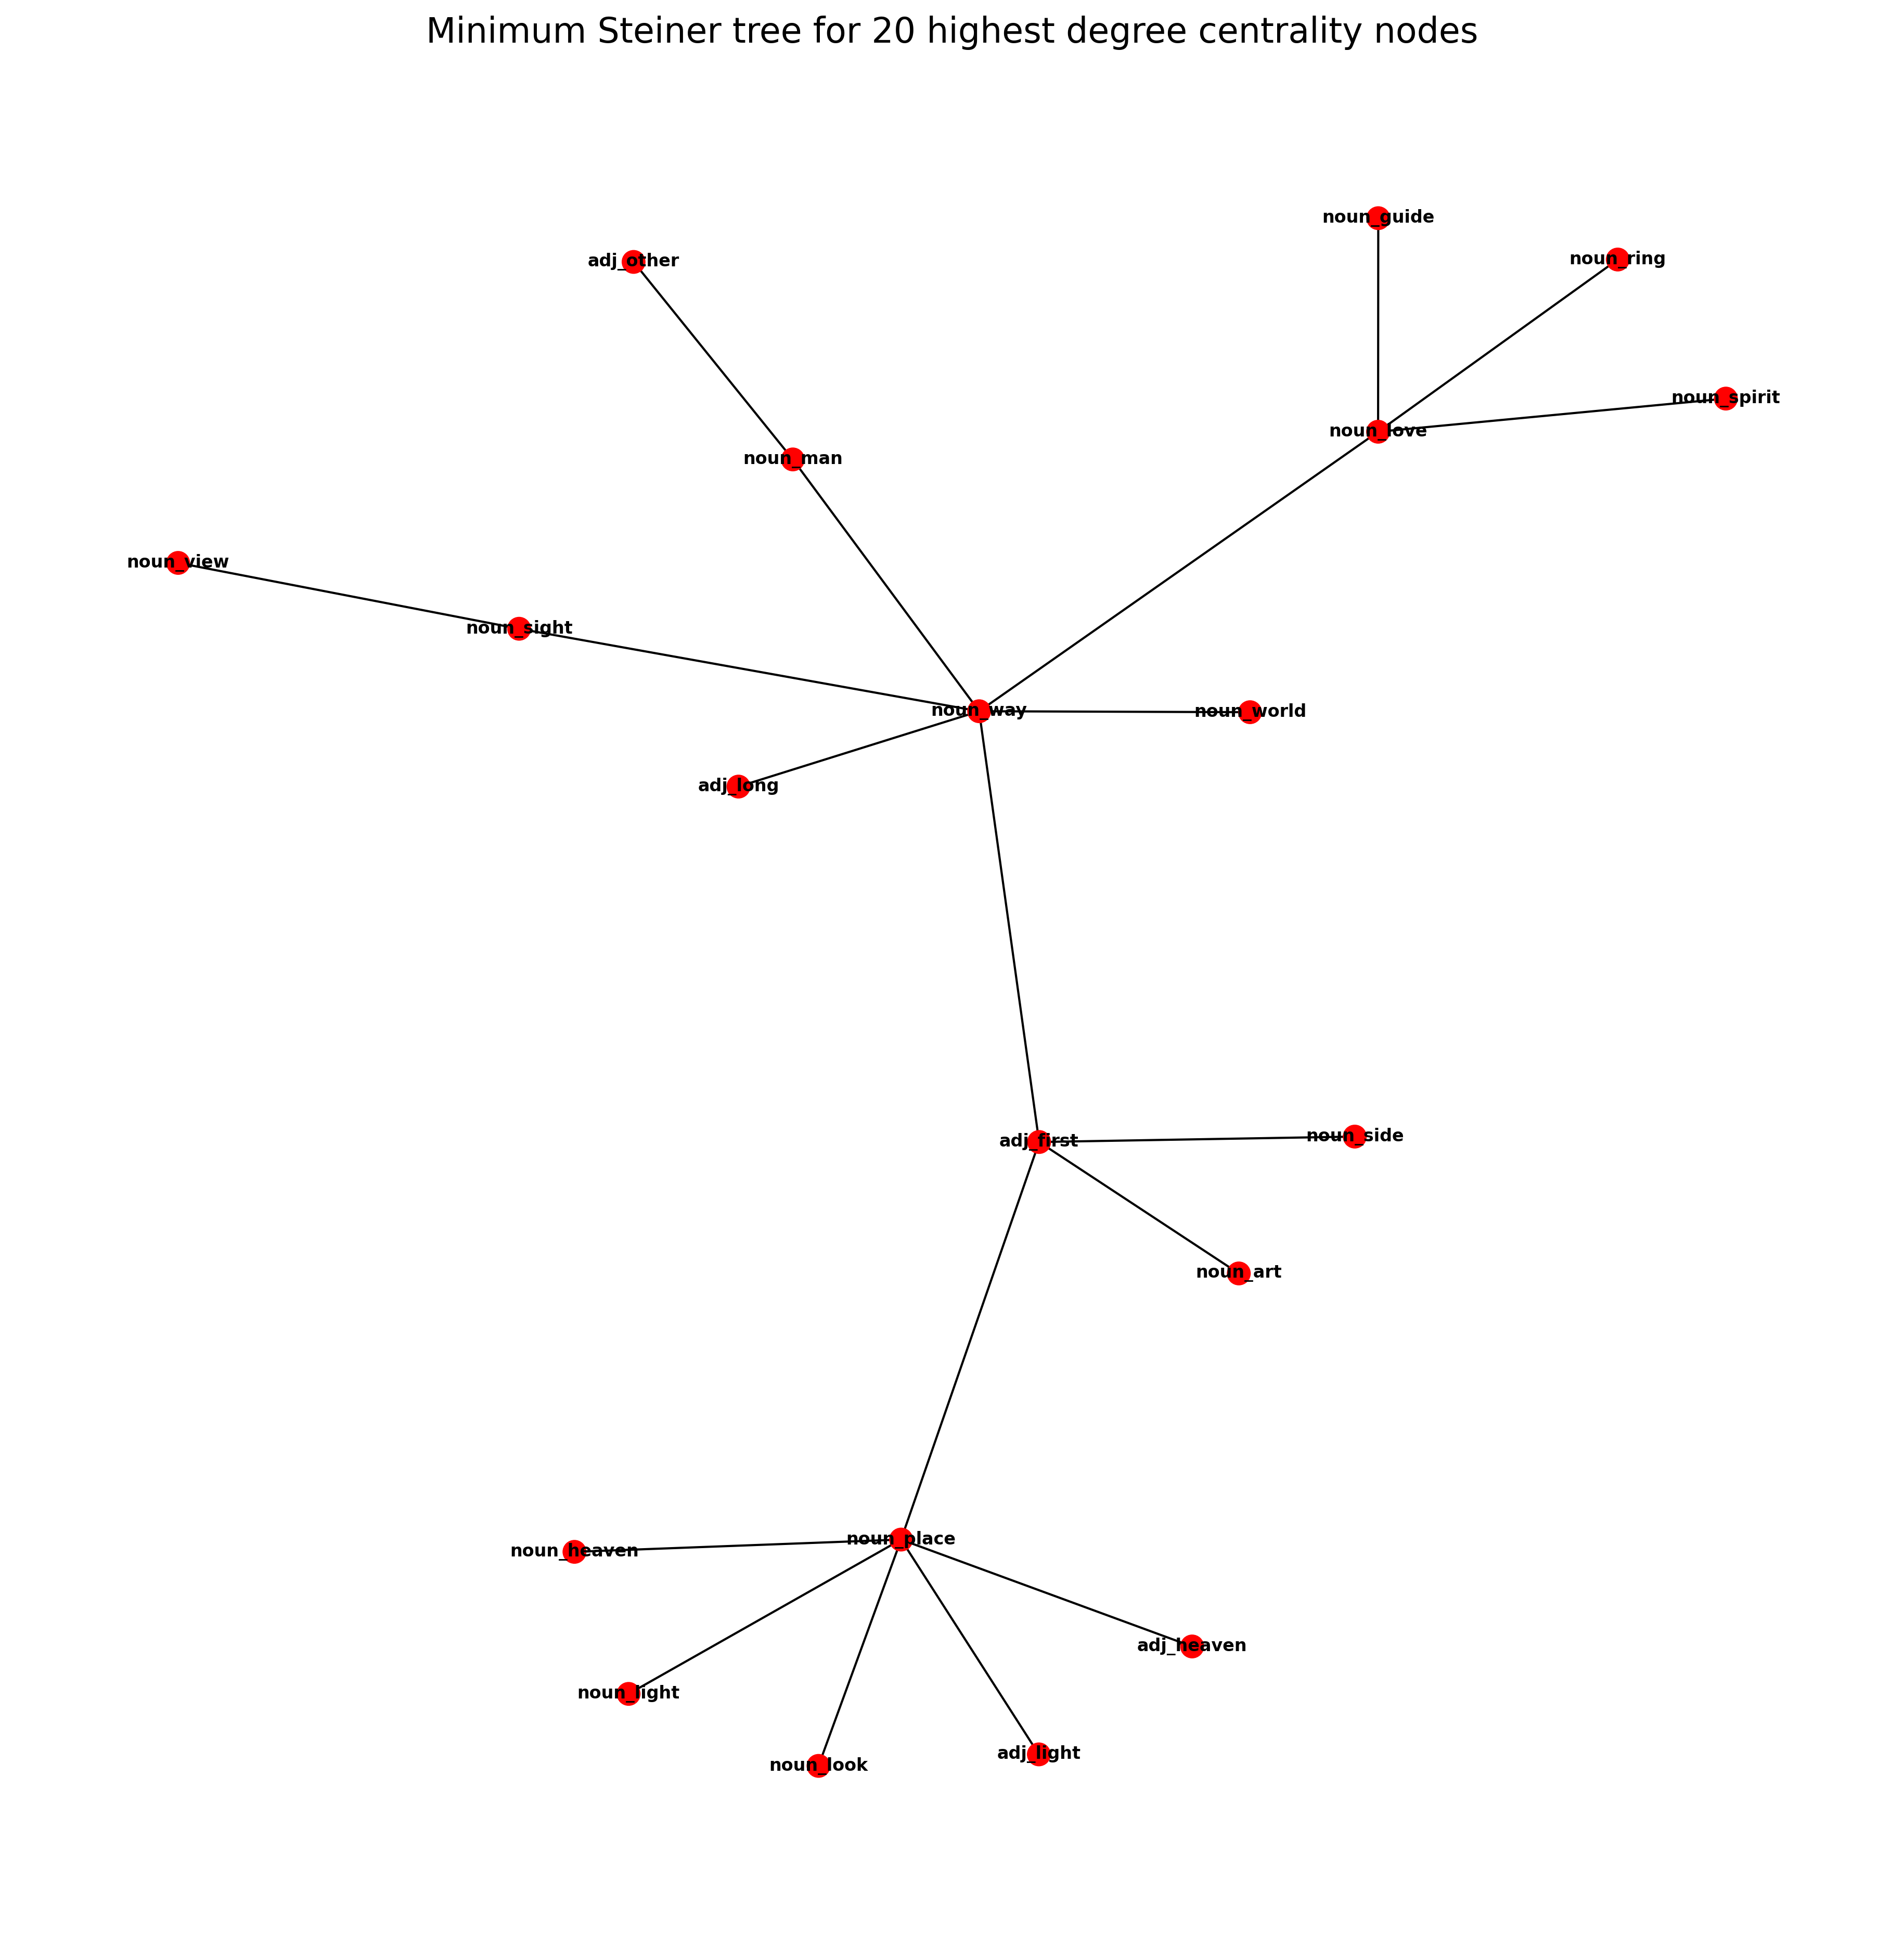 Minimum Steiner tree for 20 highest degree centrality nodes
noun_guide
noun_ring
adj_other
noun_spirit
noun_love
noun_man
noun_view
noun_sight
noun_way
noun_world
adj_long
adj_first
noun_side
noun_art
noun_place
noun_heaven
adj_heaven
noun_light
adj_light
noun_look